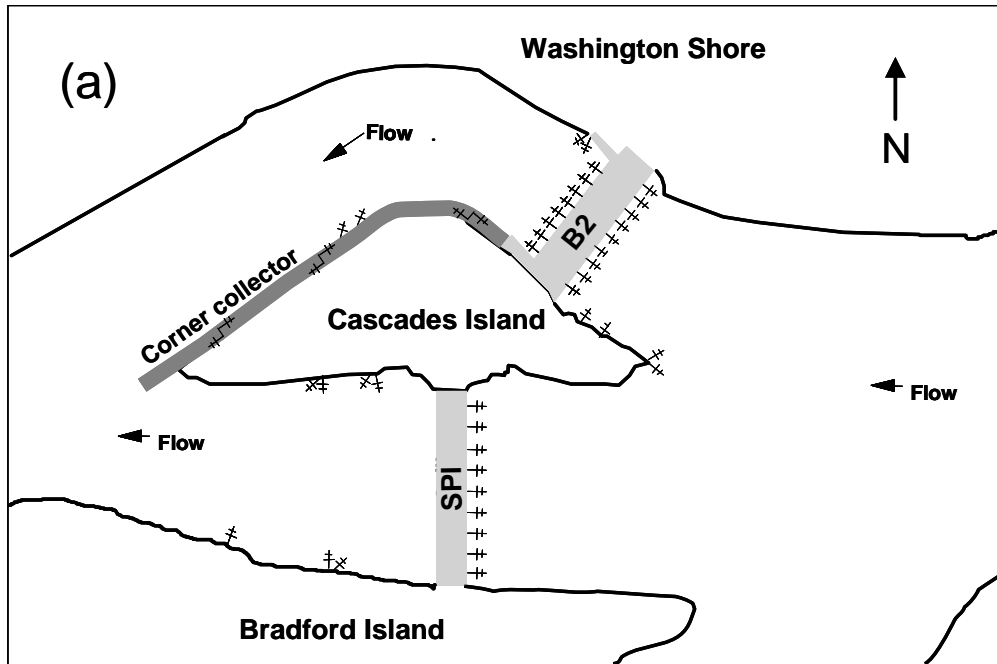 Washington Shore
(a)
Flow
N
B2
Corner collector
Cascades Island
Flow
Flow
SPI
Bradford Island